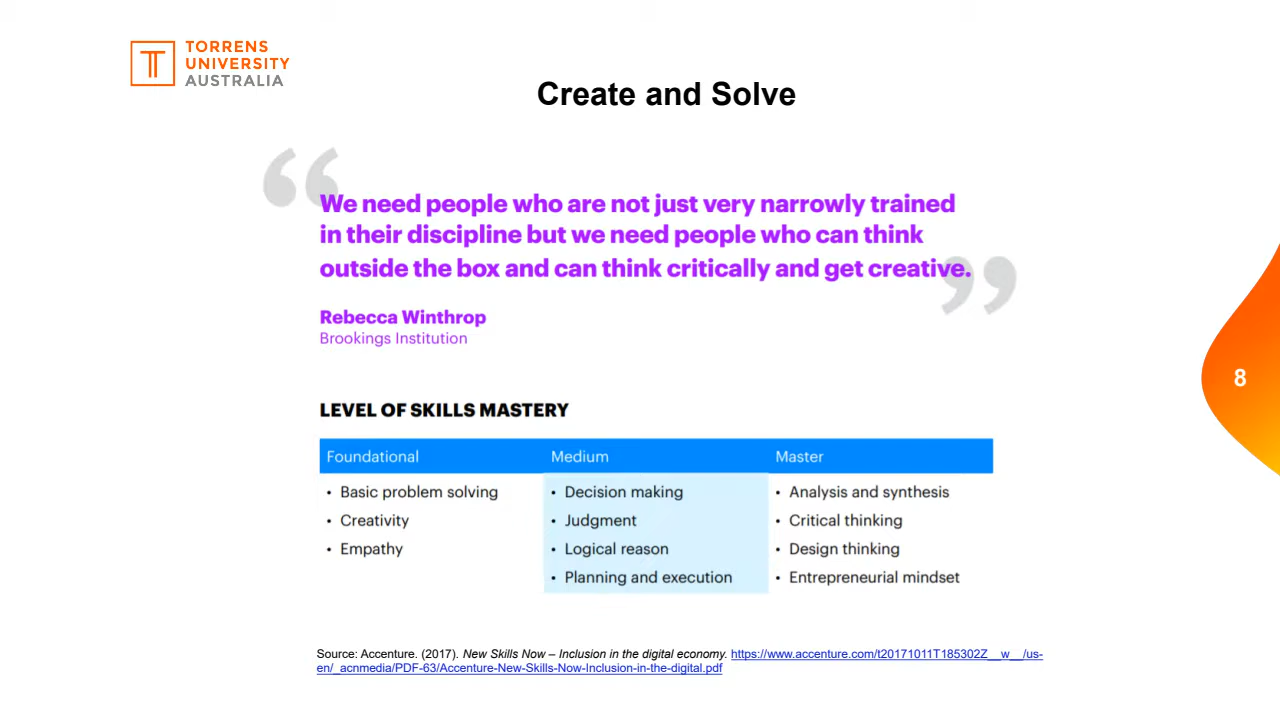 TORRENS
UNIVERSITY
AUSTRALIA
Create and Solve
“
We need people who are not just very narrowly trained
in their discipline but we need people who can think
outside the box and can think critically and get creative.
”
Rebecca Winthrop
Brookings Institution
8
LEVEL OF SKILLS MASTERY
Foundational Medium Master
• Basic problem solving • Decision making • Analysis and synthesis
• Creativity • Judgment • Critical thinking
• Empathy • Logical reason • Design thinking
• Planning and execution • Entrepreneurial mindset
Source: Accenture. (2017). New Skills Now – Inclusion in the digital economy. https://www.accenture.com/t20171011T185302Z__w__/us-
en/_acnmedia/PDF-63/Accenture-New-Skills-Now-Inclusion-in-the-digital.pdf